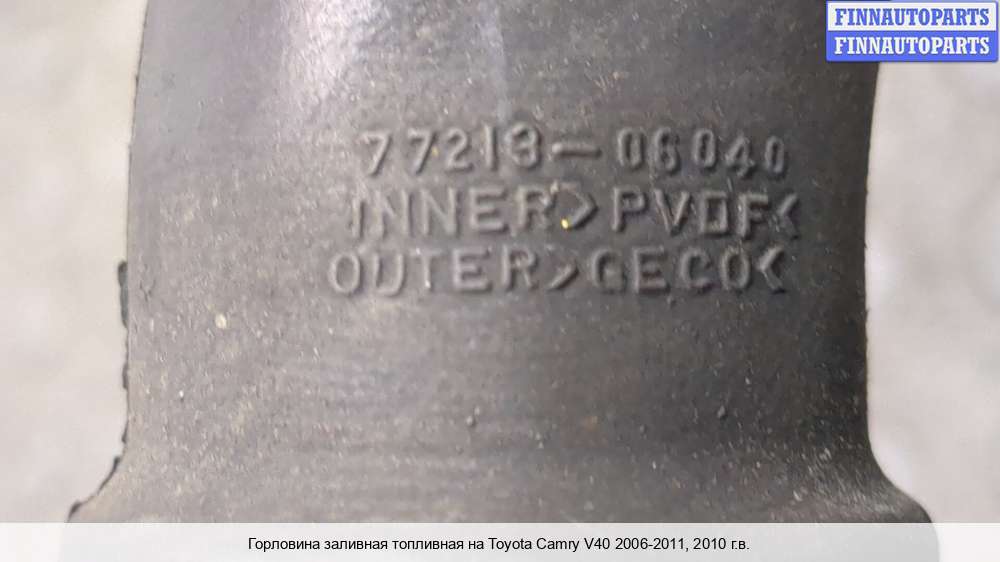 FINNAUTOPARTS
FINNAUTOPARTS
77213-06040
INNER>PVDF<
OUTER>GECO<
Горловина заливная топливная на Toyota Camry V40 2006-2011, 2010 г.в.